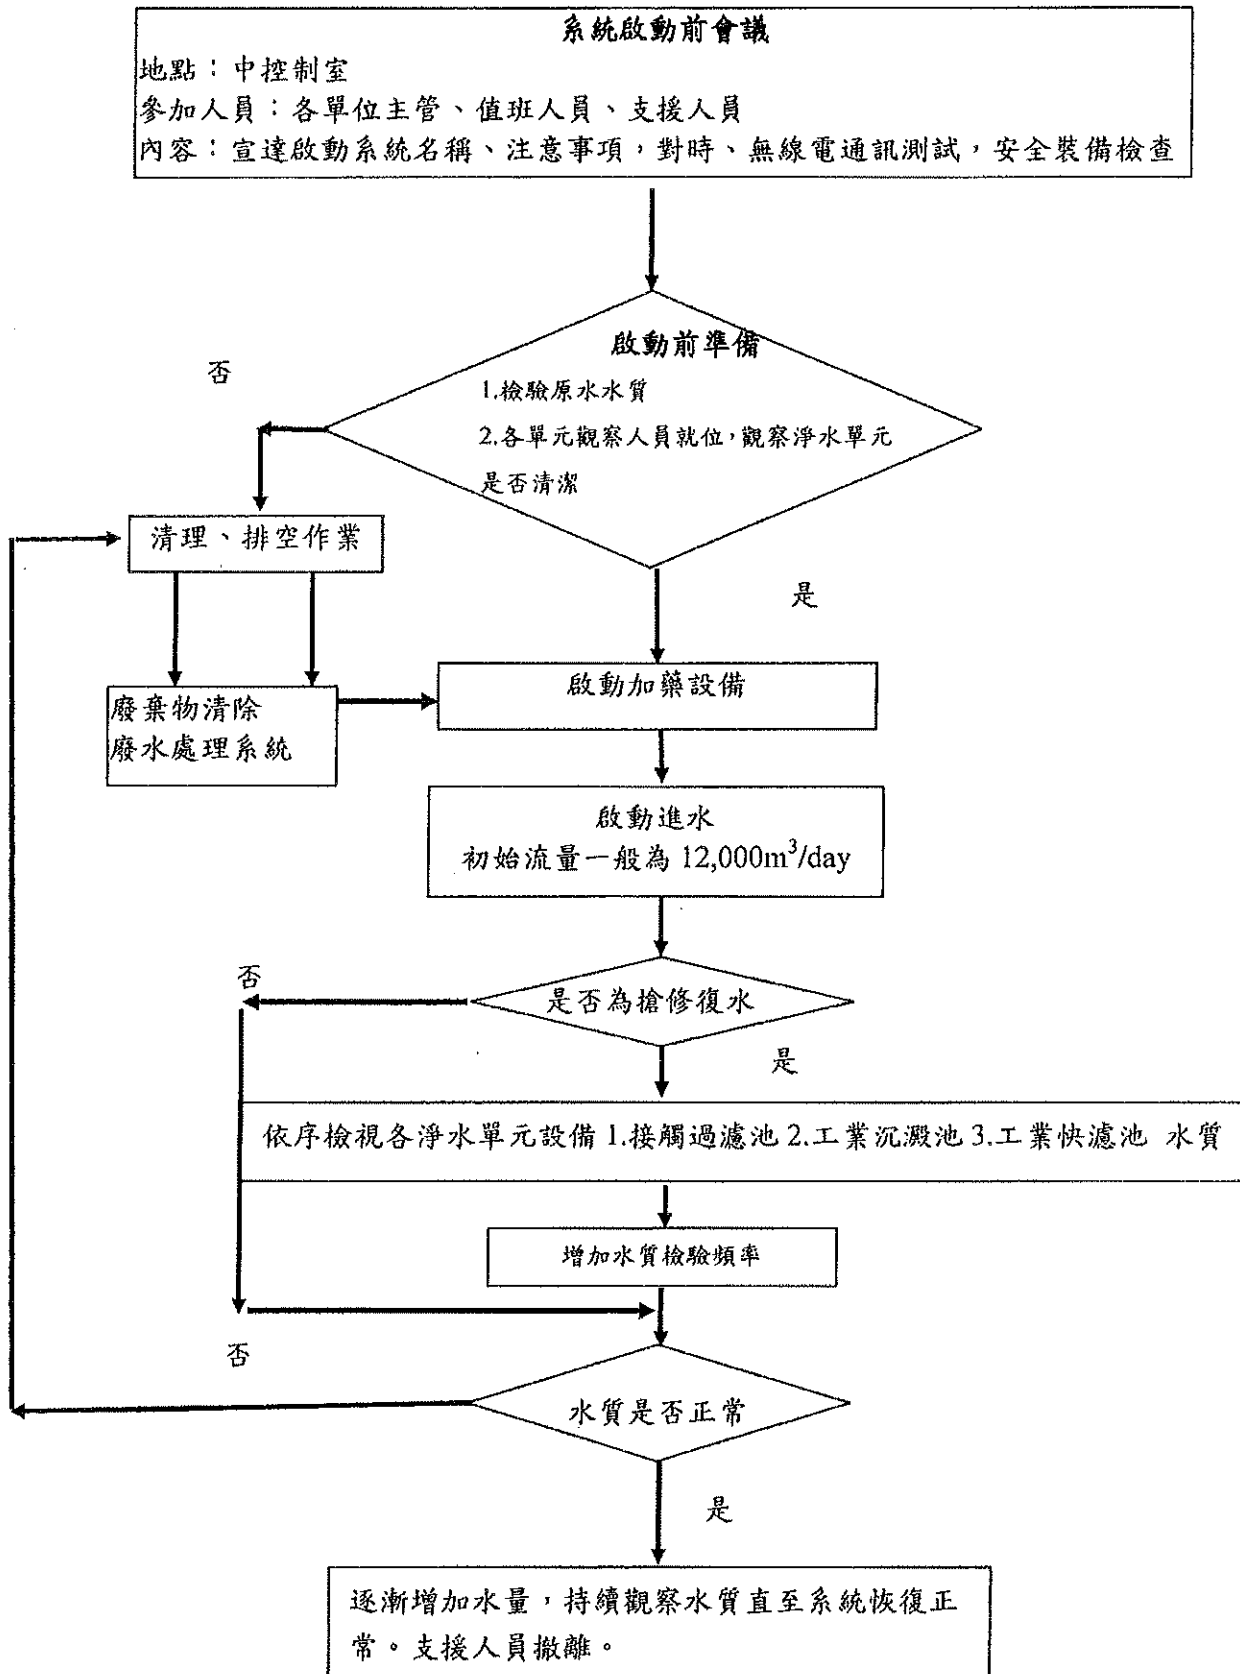 系統啟動前會議
地點：中控制室
參加人員：各單位主管、值班人員、支援人員
內容：宣達啟動系統名稱、注意事項，對時、無線電通訊測試，安全裝備檢查
啟動前準備
1.檢驗原水水質
2.各單元觀察人員就位，觀察淨水單元
是否清潔
否
清理、排空作業
是
廢棄物清除
廢水處理系統
啟動加藥設備
啟動進水
初始流量一般為 12,000m³/day
否
是否為搶修復水
是
依序檢視各淨水單元設備 1.接觸過濾池 2.工業沉澱池 3.工業快濾池 水質
增加水質檢驗頻率
否
水質是否正常
是
逐漸增加水量，持續觀察水質直至系統恢復正
常。支援人員撤離。